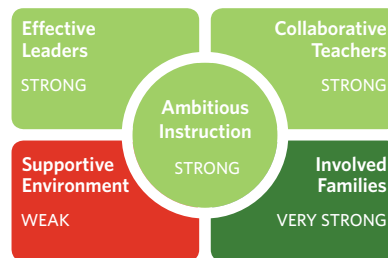 Effective
Leaders
STRONG
Collaborative
Teachers
STRONG
Ambitious
Instruction
STRONG
Supportive
Environment
WEAK
Involved
Families
VERY STRONG